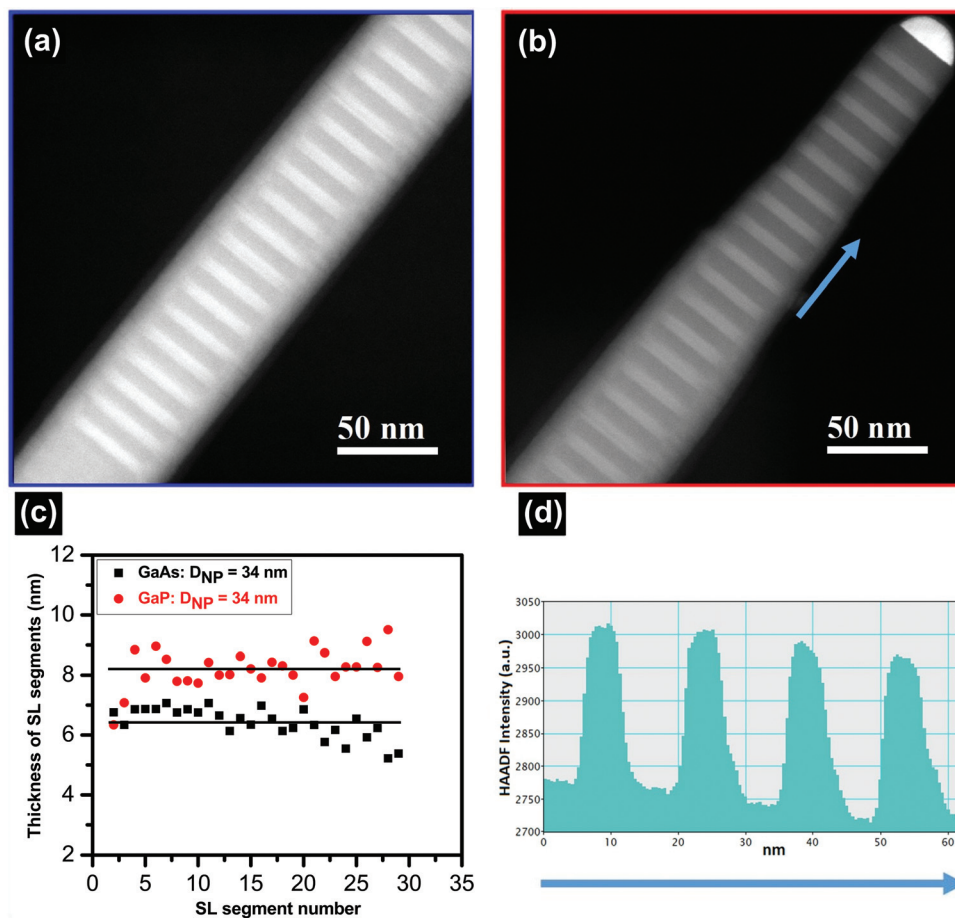 (a)
50 nm
(b)
50 nm
(c)
12
10
8
6
4
2
0 5 10 15 20 25 30 35
Thickness of SL segments (nm)
SL segment number
GaAs: D_NP = 34 nm
GaP: D_NP = 34 nm
(d)
3050
3000
2950
2900
2850
2800
2750
2700
0 10 20 30 40 50 60
HAADF Intensity (a.u.)
nm